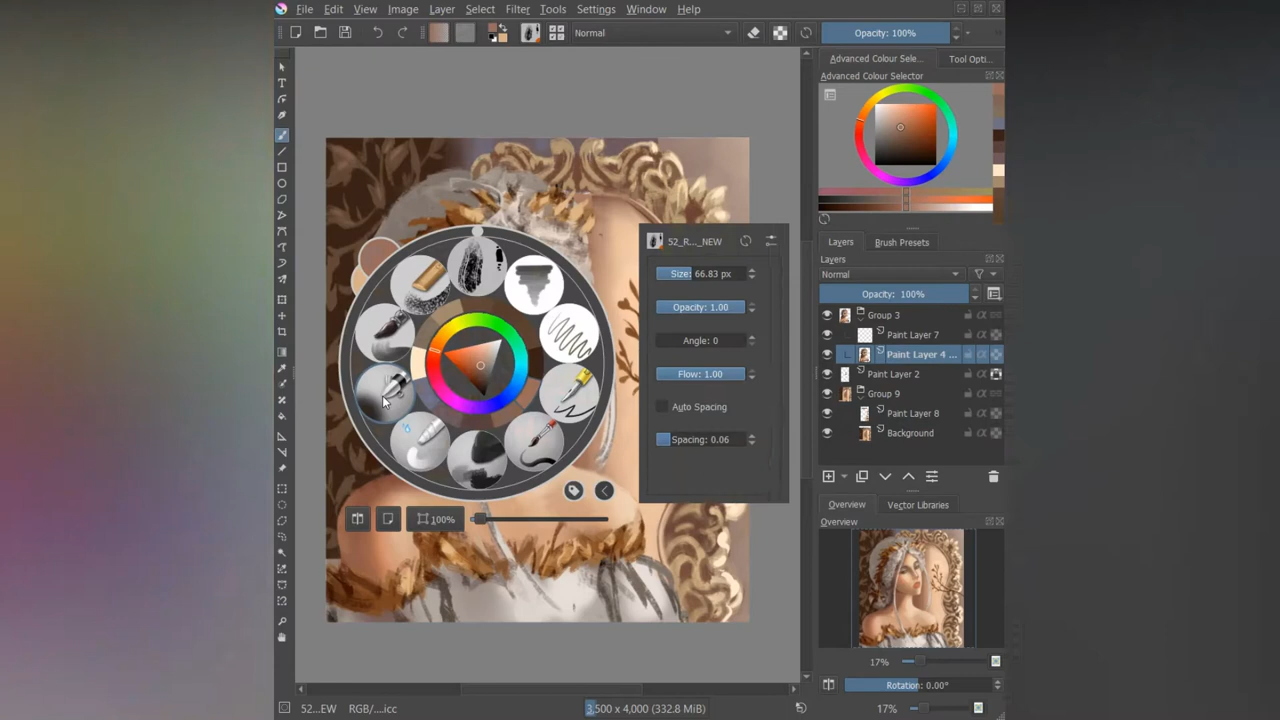 File Edit View Image Layer Select Filter Tools Settings Window Help
Normal
Opacity: 100%
Advanced Colour Sele...
Tool Opti...
Advanced Colour Selector
52_R..._NEW
Size: 66.83 px
Opacity: 1.00
Angle: 0
Flow: 1.00
Auto Spacing
Spacing: 0.06
100%
Layers
Brush Presets
Layers
Normal
Opacity: 100%
Group 3
Paint Layer 7
Paint Layer 4 ...
Paint Layer 2
Group 9
Paint Layer 8
Background
Overview
Vector Libraries
Overview
17%
Rotation: 0.00°
52...EW
RGB/....icc
3,500 x 4,000 (332.8 MiB)
17%